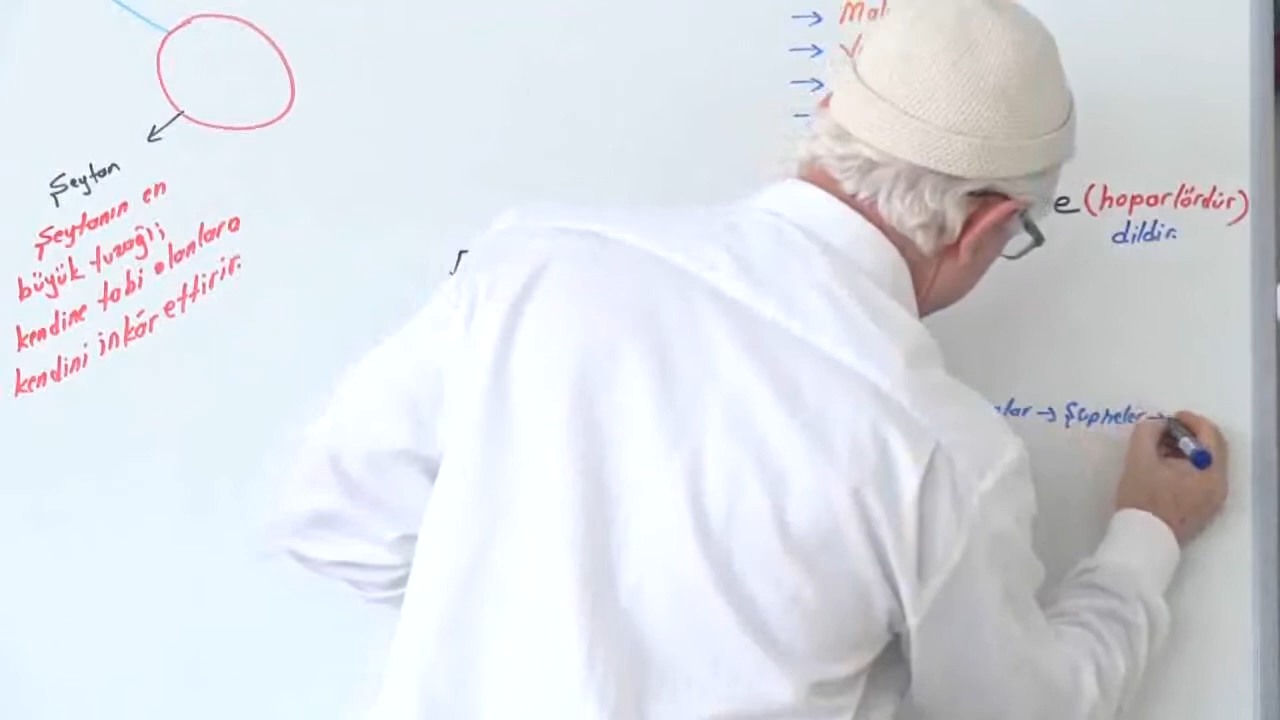 Şeytan
Şeytanın en
büyük tuzağı;
kendine tabi olanlara
kendini inkâr ettirir.
→ Mal
→
→
e (hoparlördür)
dildir.
→ Şüpheler →